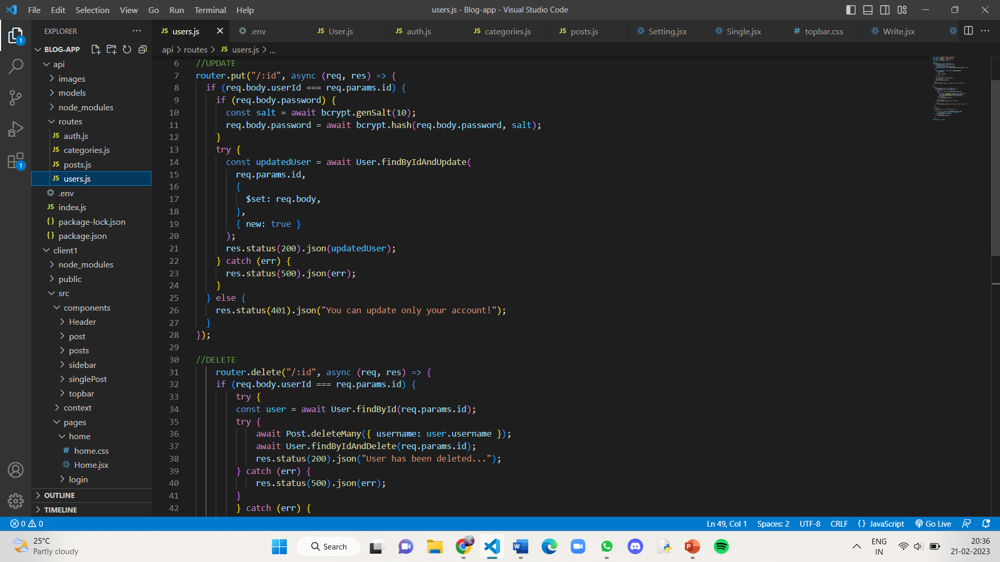 File Edit Selection View Go Run Terminal Help
users.js - Blog-app - Visual Studio Code
EXPLORER
BLOG-APP
api
images
models
node_modules
routes
JS auth.js
JS categories.js
JS posts.js
JS users.js
.env
JS index.js
{} package-lock.json
{} package.json
client1
node_modules
public
src
components
Header
post
posts
sidebar
singlePost
topbar
context
pages
home
# home.css
Home.jsx
login
OUTLINE
TIMELINE
1
1
JS users.js .env JS User.js JS auth.js JS categories.js JS posts.js Setting.jsx Single.jsx # topbar.css Write.jsx
api > routes > JS users.js > ...
6 //UPDATE
7 router.put("/:id", async (req, res) => {
8 if (req.body.userId === req.params.id) {
9 if (req.body.password) {
10 const salt = await bcrypt.genSalt(10);
11 req.body.password = await bcrypt.hash(req.body.password, salt);
12 }
13 try {
14 const updatedUser = await User.findByIdAndUpdate(
15 req.params.id,
16 {
17 $set: req.body,
18 },
19 { new: true }
20 );
21 res.status(200).json(updatedUser);
22 } catch (err) {
23 res.status(500).json(err);
24 }
25 } else {
26 res.status(401).json("You can update only your account!");
27 }
28 });
29
30 //DELETE
31 router.delete("/:id", async (req, res) => {
32 if (req.body.userId === req.params.id) {
33 try {
34 const user = await User.findById(req.params.id);
35 try {
36 await Post.deleteMany({ username: user.username });
37 await User.findByIdAndDelete(req.params.id);
38 res.status(200).json("User has been deleted...");
39 } catch (err) {
40 res.status(500).json(err);
41 }
42 } catch (err) {
0 0
Ln 49, Col 1 Spaces: 2 UTF-8 CRLF {} JavaScript Go Live
25°C
Partly cloudy
Search
ENG
IN
20:36
21-02-2023